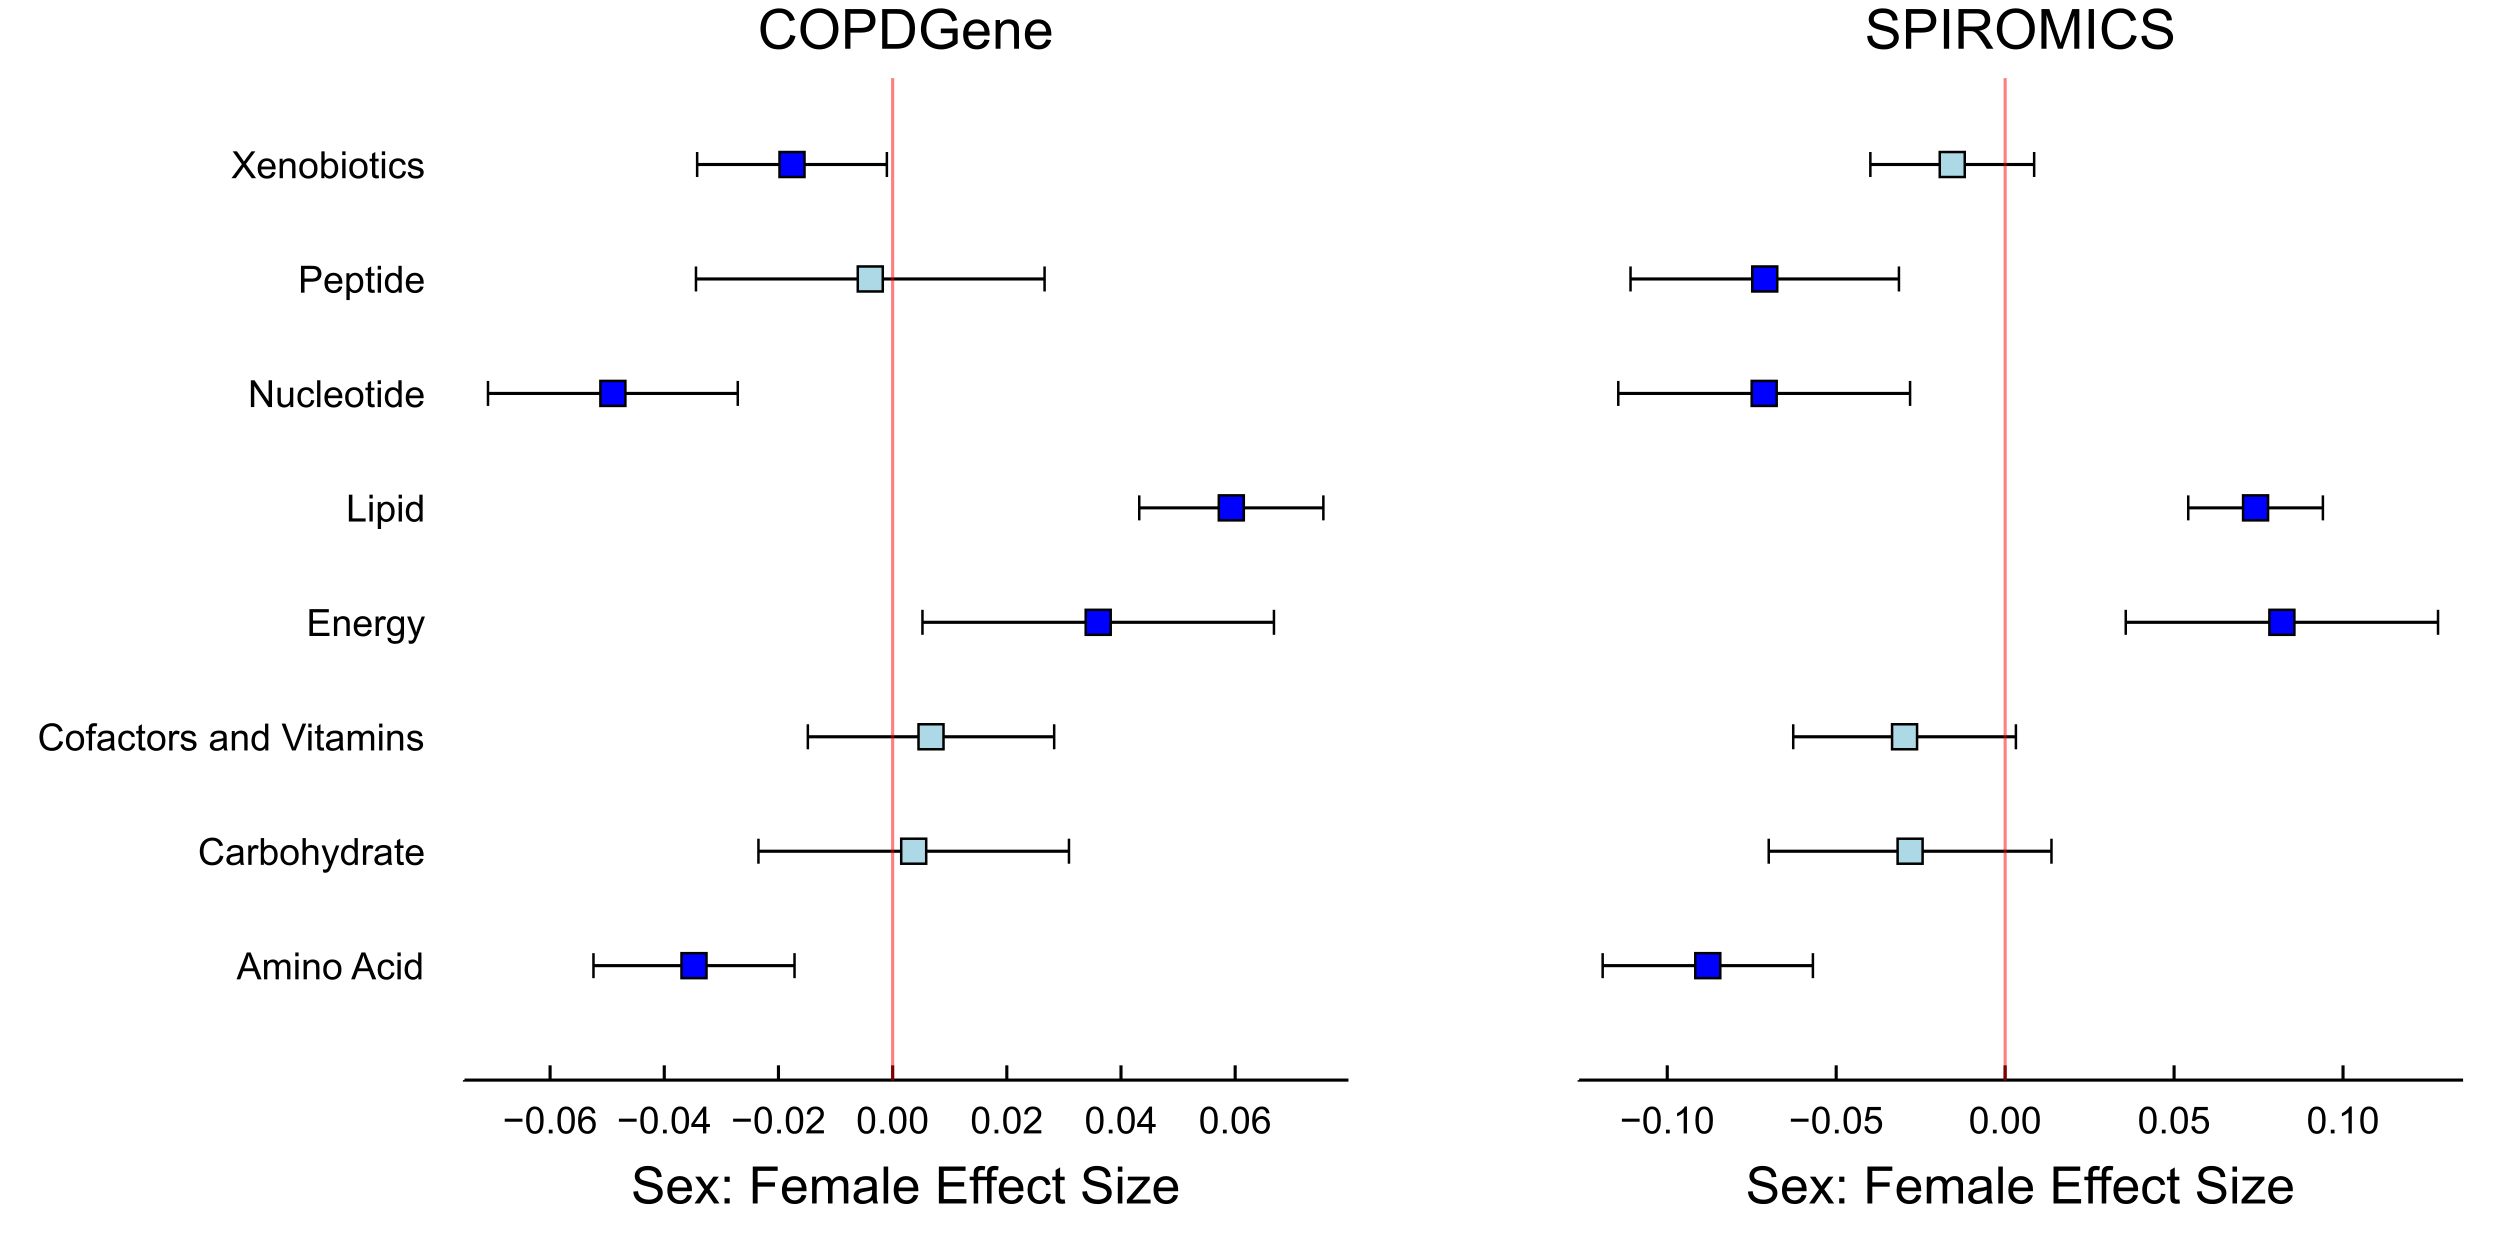 COPDGene
SPIROMICS
Xenobiotics
Peptide
Nucleotide
Lipid
Energy
Cofactors and Vitamins
Carbohydrate
Amino Acid
−0.06 −0.04 −0.02 0.00 0.02 0.04 0.06
−0.10 −0.05 0.00 0.05 0.10
Sex: Female Effect Size
Sex: Female Effect Size